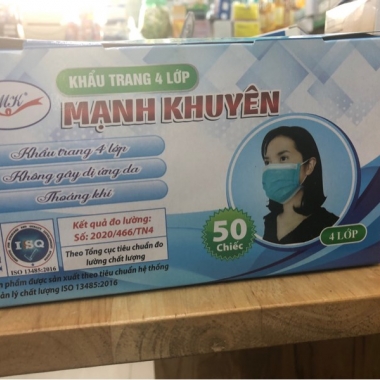 KHẨU TRANG 4 LỚP
MK
MẠNH KHUYÊN
Khẩu trang 4 lớp
Không gây dị ứng da
Thoáng khí
ISO
ISO 13485:2016
Kết quả đo lường:
Số: 2020/466/TN4
Theo Tổng cục tiêu chuẩn đo
lường chất lượng
50
Chiếc
4 LỚP
phẩm được sản xuất theo tiêu chuẩn hệ thống
lý chất lượng ISO 13485:2016